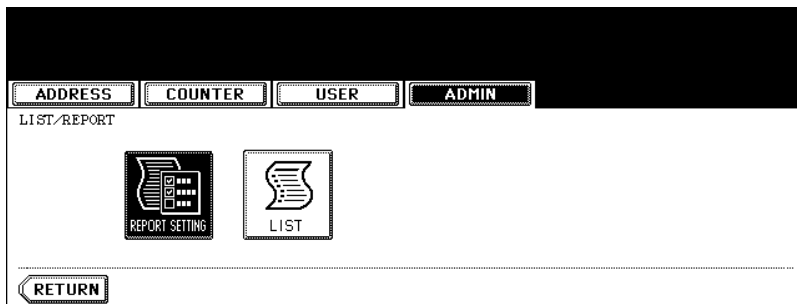 ADDRESS COUNTER USER ADMIN
LIST/REPORT
REPORT SETTING LIST
RETURN